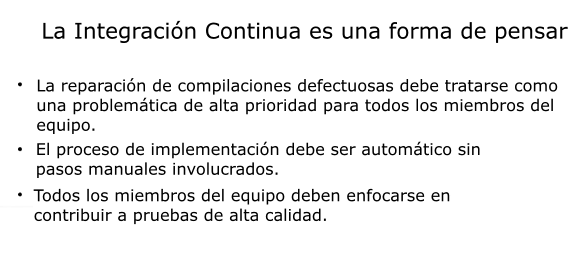 La Integración Continua es una forma de pensar
• La reparación de compilaciones defectuosas debe tratarse como
una problemática de alta prioridad para todos los miembros del
equipo.
• El proceso de implementación debe ser automático sin
pasos manuales involucrados.
• Todos los miembros del equipo deben enfocarse en
contribuir a pruebas de alta calidad.